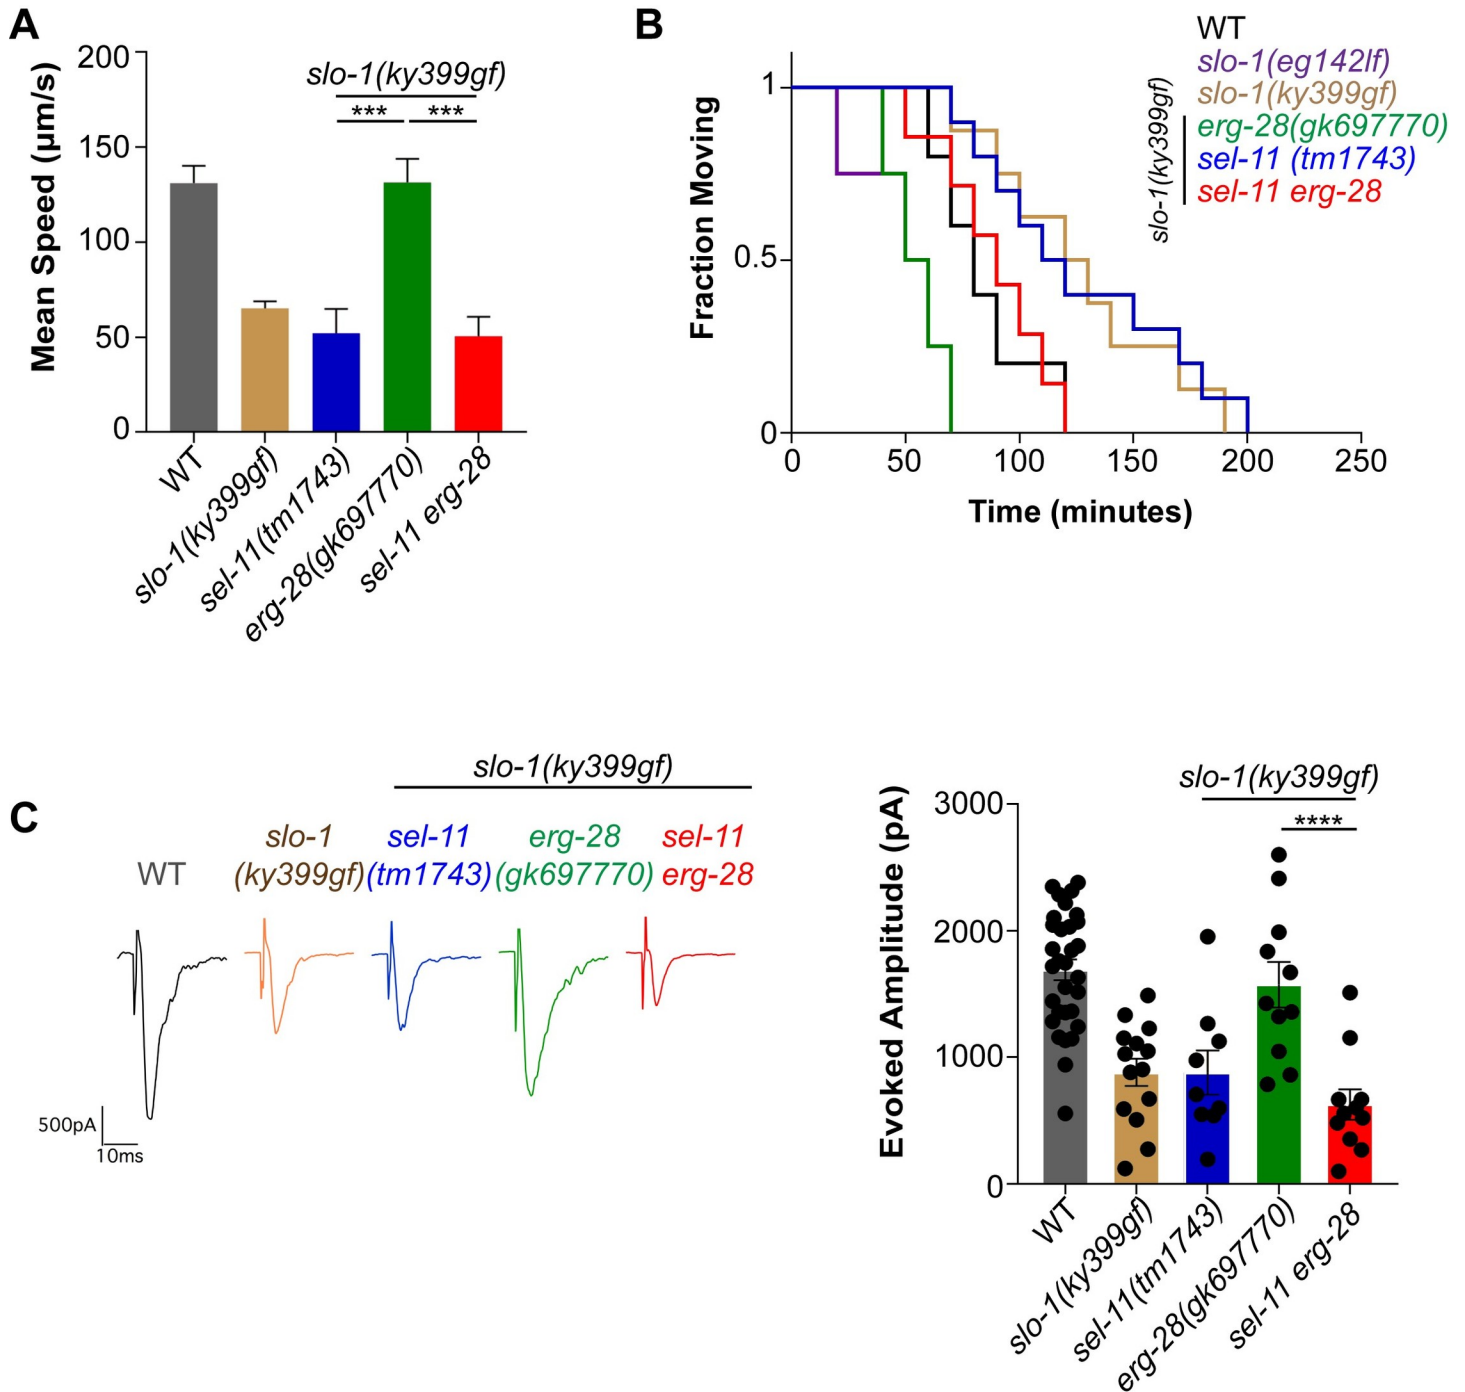 A
200
150
100
50
0
Mean Speed (µm/s)
slo-1(ky399gf)
*** ***
WT
slo-1(ky399gf)
sel-11(tm1743)
erg-28(gk697770)
sel-11 erg-28
B
WT
slo-1(eg142lf)
slo-1(ky399gf)
erg-28(gk697770)
sel-11 (tm1743)
sel-11 erg-28
slo-1(ky399gf)
1
0.5
0
Fraction Moving
0 50 100 150 200 250
Time (minutes)
C
slo-1(ky399gf)
WT
slo-1
(ky399gf)
sel-11
(tm1743)
erg-28
(gk697770)
sel-11
erg-28
500pA
10ms
slo-1(ky399gf)
****
3000
2000
1000
0
Evoked Amplitude (pA)
WT
slo-1(ky399gf)
sel-11(tm1743)
erg-28(gk697770)
sel-11 erg-28